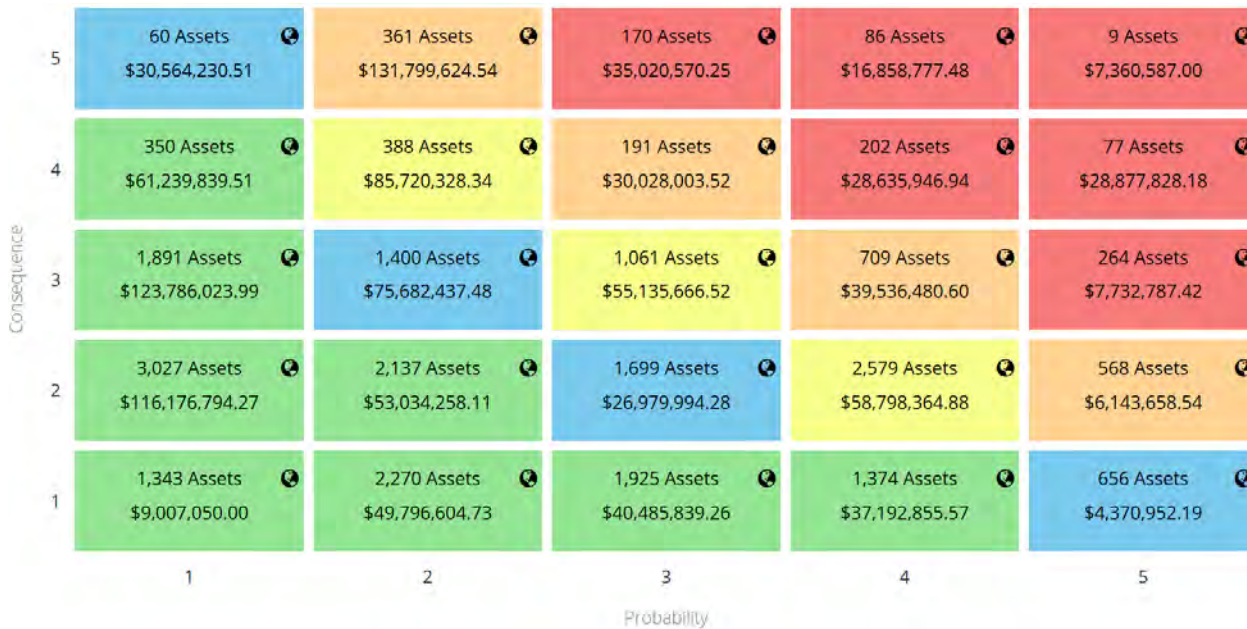 60 Assets
$30,564,230.51
361 Assets
$131,799,624.54
170 Assets
$35,020,570.25
86 Assets
$16,858,777.48
9 Assets
$7,360,587.00
5
350 Assets
$61,239,839.51
388 Assets
$85,720,328.34
191 Assets
$30,028,003.52
202 Assets
$28,635,946.94
77 Assets
$28,877,828.18
4
1,891 Assets
$123,786,023.99
1,400 Assets
$75,682,437.48
1,061 Assets
$55,135,666.52
709 Assets
$39,536,480.60
264 Assets
$7,732,787.42
3
Consequence
3,027 Assets
$116,176,794.27
2,137 Assets
$53,034,258.11
1,699 Assets
$26,979,994.28
2,579 Assets
$58,798,364.88
568 Assets
$6,143,658.54
2
1,343 Assets
$9,007,050.00
2,270 Assets
$49,796,604.73
1,925 Assets
$40,485,839.26
1,374 Assets
$37,192,855.57
656 Assets
$4,370,952.19
1
1 2 3 4 5
Probability